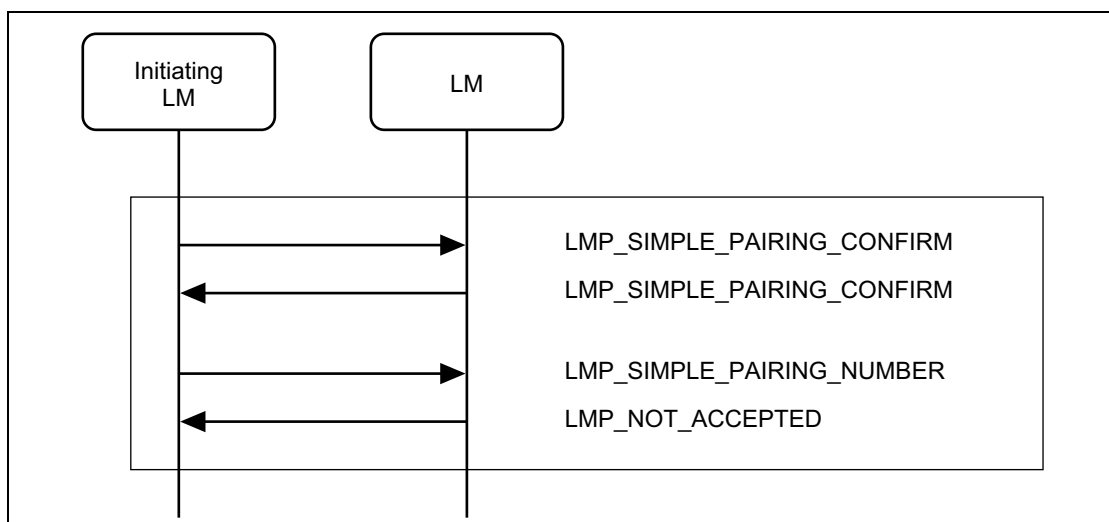 Initiating
LM
LM
LMP_SIMPLE_PAIRING_CONFIRM
LMP_SIMPLE_PAIRING_CONFIRM
LMP_SIMPLE_PAIRING_NUMBER
LMP_NOT_ACCEPTED